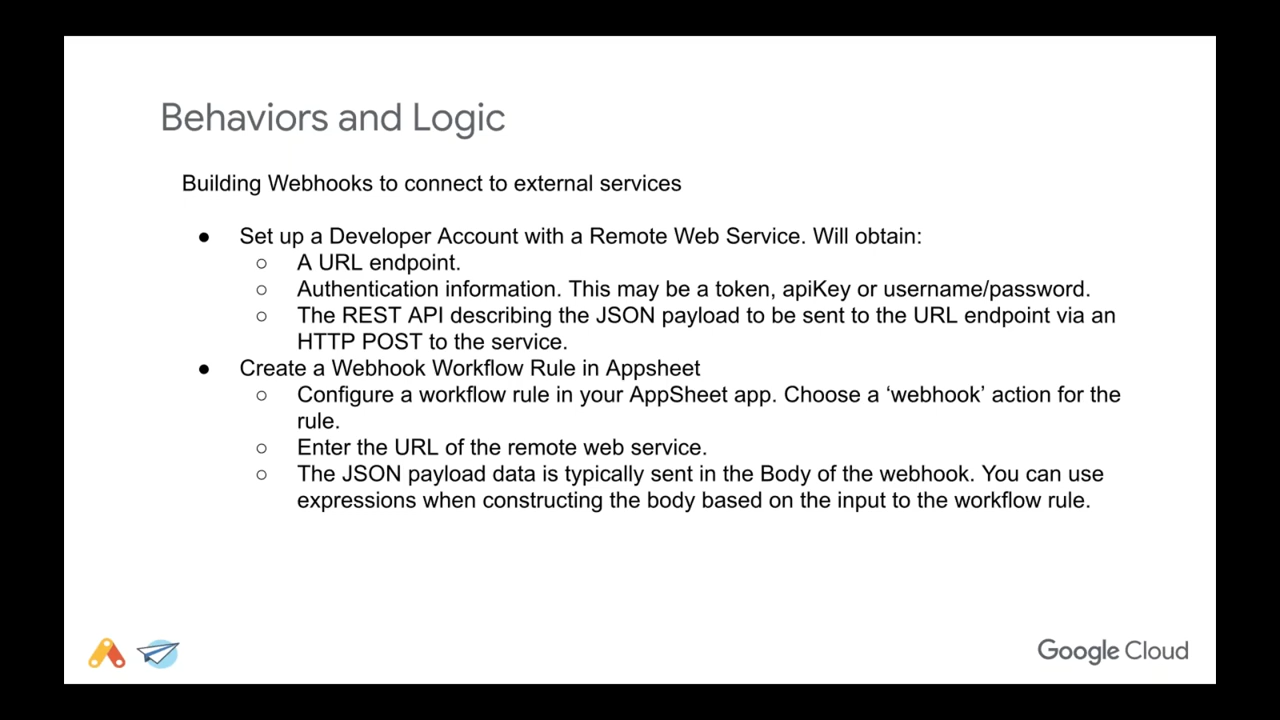 Behaviors and Logic
Building Webhooks to connect to external services
● Set up a Developer Account with a Remote Web Service. Will obtain:
○ A URL endpoint.
○ Authentication information. This may be a token, apiKey or username/password.
○ The REST API describing the JSON payload to be sent to the URL endpoint via an
HTTP POST to the service.
● Create a Webhook Workflow Rule in Appsheet
○ Configure a workflow rule in your AppSheet app. Choose a ‘webhook’ action for the
rule.
○ Enter the URL of the remote web service.
○ The JSON payload data is typically sent in the Body of the webhook. You can use
expressions when constructing the body based on the input to the workflow rule.
Google Cloud